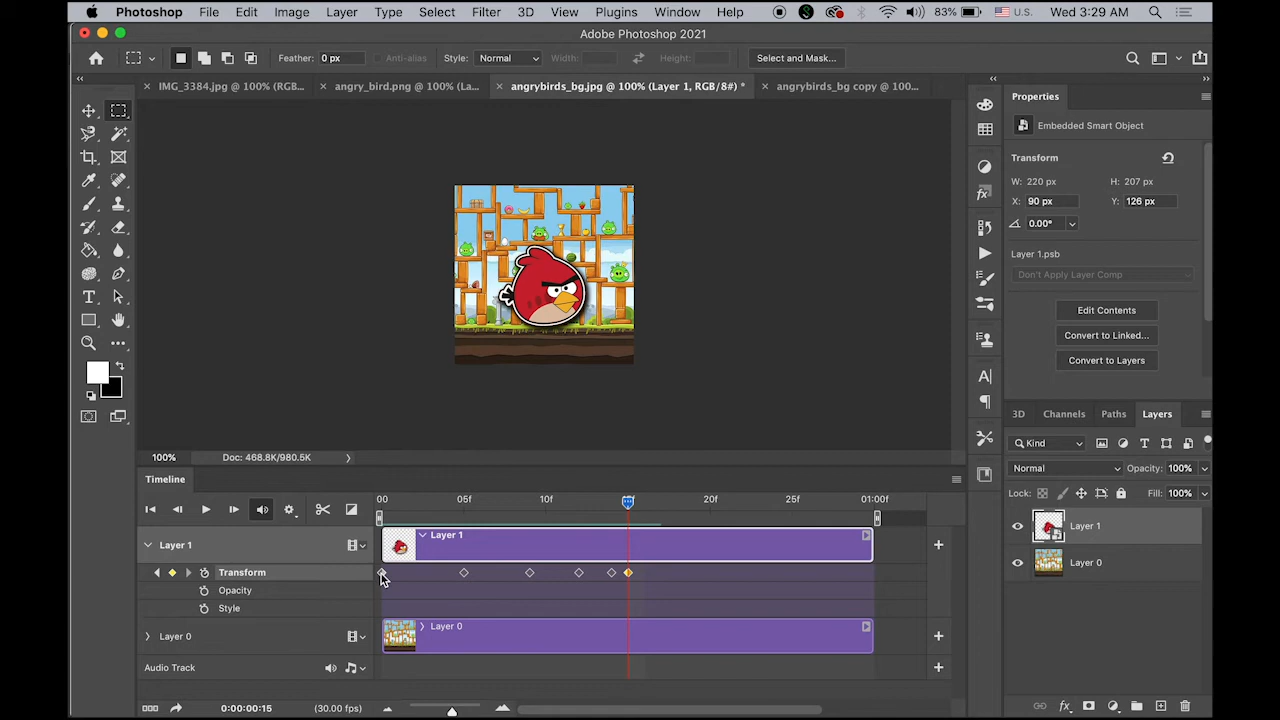 Photoshop File Edit Image Layer Type Select Filter 3D View Plugins Window Help 83% U.S. Wed 3:29 AM
Adobe Photoshop 2021
Feather: 0 px Anti-alias Style: Normal Width: Height: Select and Mask...
IMG_3384.jpg @ 100% (RGB... angry_bird.png @ 100% (La... angrybirds_bg.jpg @ 100% (Layer 1, RGB/8#) * angrybirds_bg copy @ 100...
Properties
Embedded Smart Object
Transform
W: 220 px H: 207 px
X: 90 px Y: 126 px
0.00°
Layer 1.psb
Don't Apply Layer Comp
Edit Contents
Convert to Linked...
Convert to Layers
3D Channels Paths Layers
Kind
Normal Opacity: 100%
Lock: Fill: 100%
Layer 1
Layer 0
100% Doc: 468.8K/980.5K
Timeline
00 05f 10f 15f 20f 25f 01:00f
Layer 1 Layer 1
Transform
Opacity
Style
Layer 0 Layer 0
Audio Track
0:00:00:15 (30.00 fps)